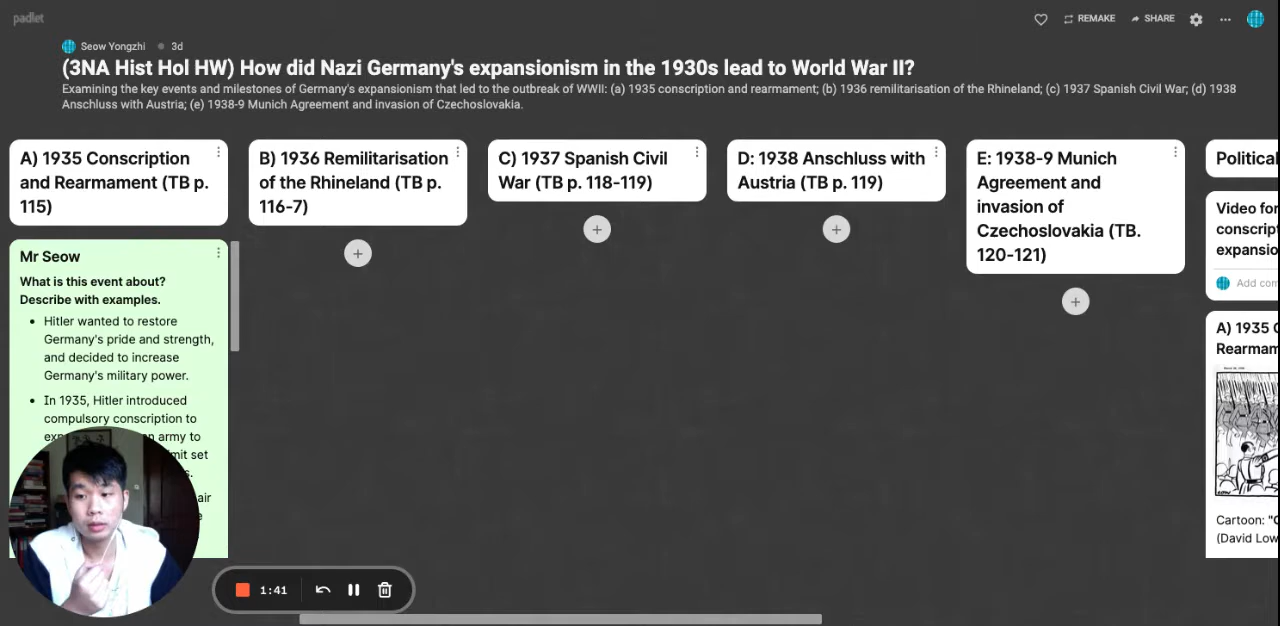 padlet
REMAKE
SHARE
Seow Yongzhi
3d
(3NA Hist Hol HW) How did Nazi Germany's expansionism in the 1930s lead to World War II?
Examining the key events and milestones of Germany's expansionism that led to the outbreak of WWII: (a) 1935 conscription and rearmament; (b) 1936 remilitarisation of the Rhineland; (c) 1937 Spanish Civil War; (d) 1938
Anschluss with Austria; (e) 1938-9 Munich Agreement and invasion of Czechoslovakia.
A) 1935 Conscription
and Rearmament (TB p.
115)
Mr Seow
What is this event about?
Describe with examples.
• Hitler wanted to restore
Germany's pride and strength,
and decided to increase
Germany's military power.
• In 1935, Hitler introduced
compulsory conscription to
army to
set
air
B) 1936 Remilitarisation
of the Rhineland (TB p.
116-7)
C) 1937 Spanish Civil
War (TB p. 118-119)
D: 1938 Anschluss with
Austria (TB p. 119)
E: 1938-9 Munich
Agreement and
invasion of
Czechoslovakia (TB.
120-121)
Political
Video for
conscript
expansio
Add com
A) 1935 C
Rearmam
Cartoon: "C
(David Low
1:41